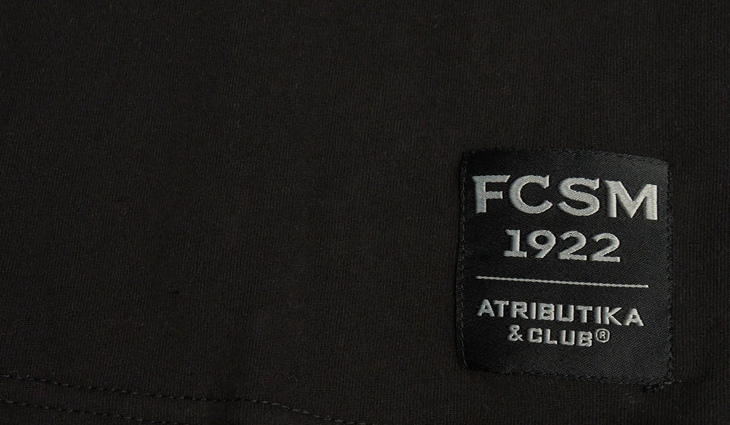 FCSM
1922
ATRIBUTIKA
& CLUB®